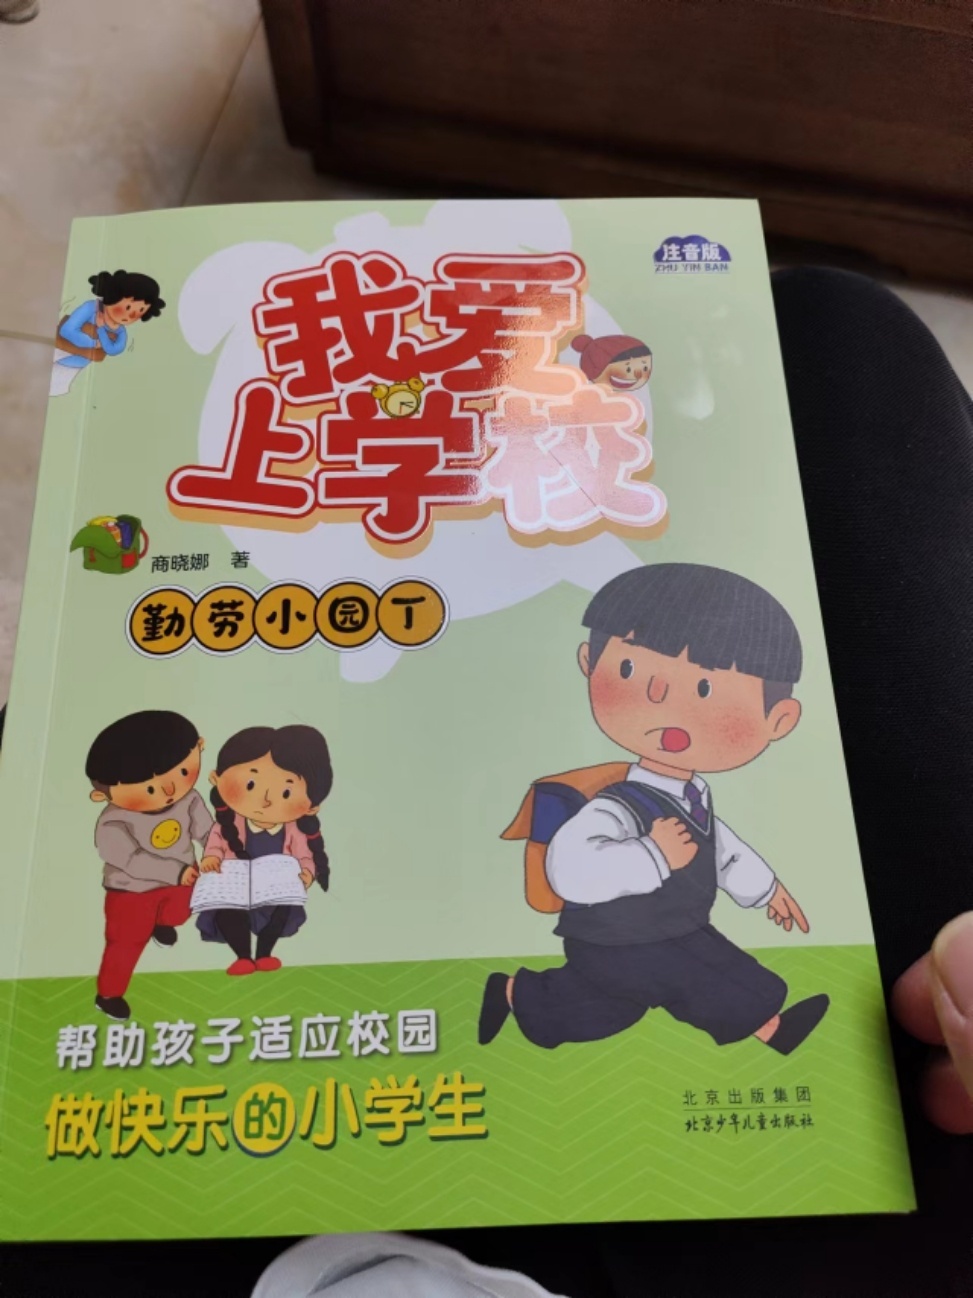 注音版
ZHU YIN BAN
我爱
上学校
商晓娜 著
勤劳小园丁
帮助孩子适应校园
做快乐的小学生
北京出版集团
北京少年儿童出版社